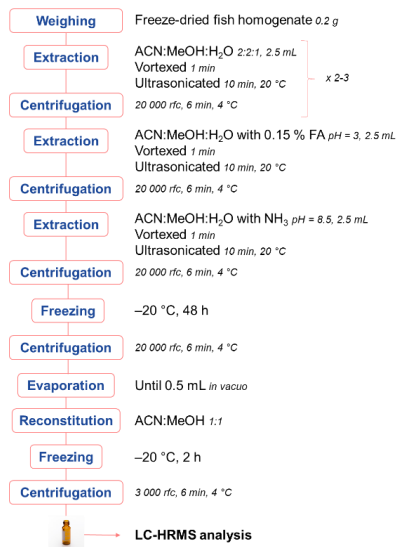 Weighing Freeze-dried fish homogenate 0.2 g
Extraction ACN:MeOH:H₂O 2:2:1, 2.5 mL
Vortexed 1 min
Ultrasonicated 10 min, 20 °C
x 2-3
Centrifugation 20 000 rfc, 6 min, 4 °C
Extraction ACN:MeOH:H₂O with 0.15 % FA pH = 3, 2.5 mL
Vortexed 1 min
Ultrasonicated 10 min, 20 °C
Centrifugation 20 000 rfc, 6 min, 4 °C
Extraction ACN:MeOH:H₂O with NH₃ pH = 8.5, 2.5 mL
Vortexed 1 min
Ultrasonicated 10 min, 20 °C
Centrifugation 20 000 rfc, 6 min, 4 °C
Freezing –20 °C, 48 h
Centrifugation 20 000 rfc, 6 min, 4 °C
Evaporation Until 0.5 mL in vacuo
Reconstitution ACN:MeOH 1:1
Freezing –20 °C, 2 h
Centrifugation 3 000 rfc, 6 min, 4 °C
LC-HRMS analysis